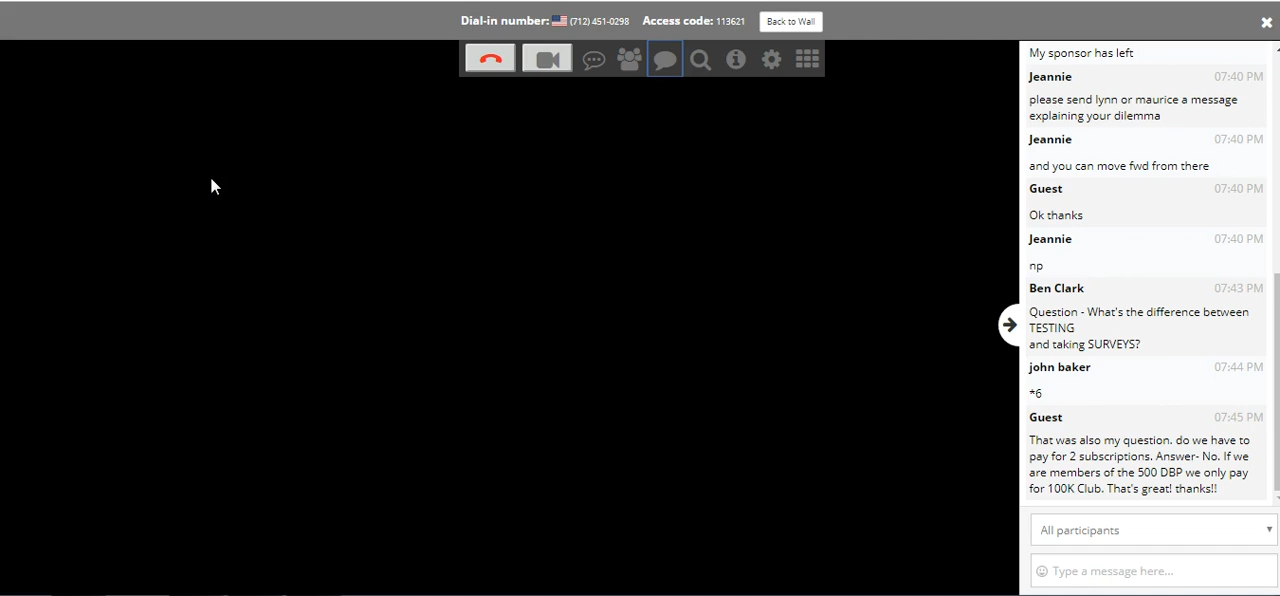 Dial-in number: (712) 451-0298 Access code: 113621 Back to Wall
My sponsor has left
Jeannie 07:40 PM
please send lynn or maurice a message
explaining your dilemma
Jeannie 07:40 PM
and you can move fwd from there
Guest 07:40 PM
Ok thanks
Jeannie 07:40 PM
np
Ben Clark 07:43 PM
Question - What's the difference between
TESTING
and taking SURVEYS?
john baker 07:44 PM
*6
Guest 07:45 PM
That was also my question. do we have to
pay for 2 subscriptions. Answer- No. If we
are members of the 500 DBP we only pay
for 100K Club. That's great! thanks!!
All participants
Type a message here...